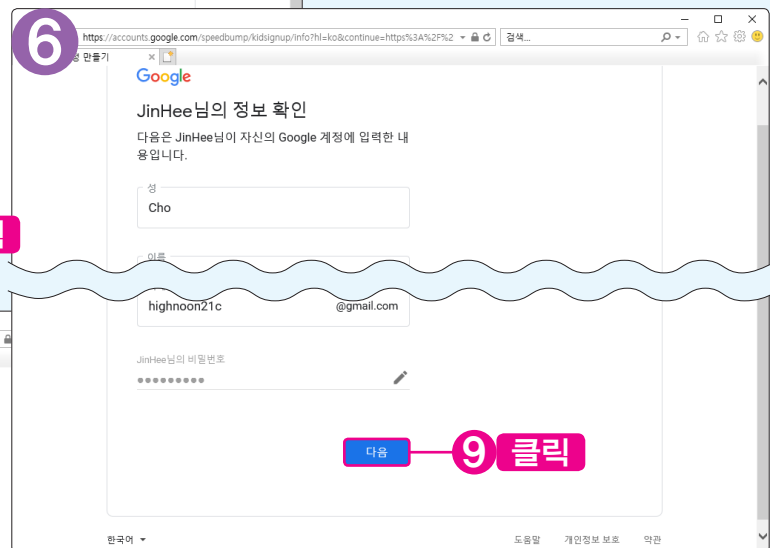 6
https://accounts.google.com/speedbump/kidsignup/info?hl=ko&continue=https%3A%2F%2
검색...
정 만들기
Google
JinHee님의 정보 확인
다음은 JinHee님이 자신의 Google 계정에 입력한 내
용입니다.
성
Cho
이름
highnoon21c
@gmail.com
JinHee님의 비밀번호
다음
9 클릭
한국어
도움말 개인정보 보호 약관